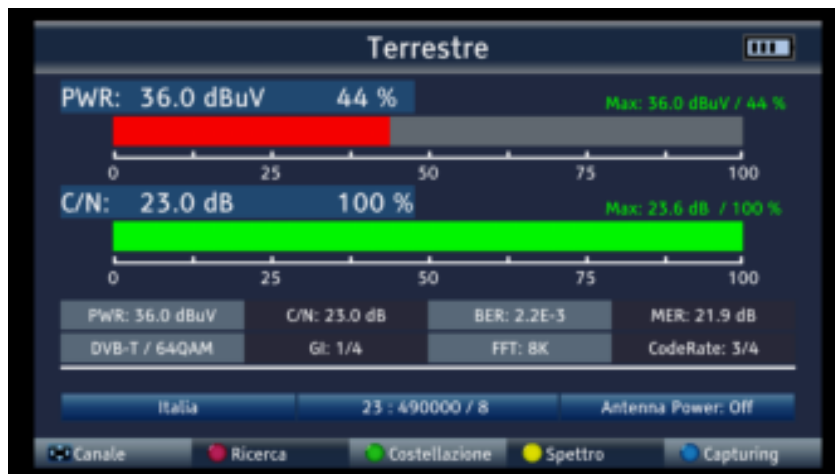 Terrestre
PWR: 36.0 dBuV 44 % Max: 36.0 dBuV / 44 %
0 25 50 75 100
C/N: 23.0 dB 100 % Max: 23.6 dB / 100 %
0 25 50 75 100
PWR: 36.0 dBuV C/N: 23.0 dB BER: 2.2E-3 MER: 21.9 dB
DVB-T / 64QAM GI: 1/4 FFT: 8K CodeRate: 3/4
Italia 23 : 490000 / 8 Antenna Power: Off
Canale Ricerca Costellazione Spettro Capturing